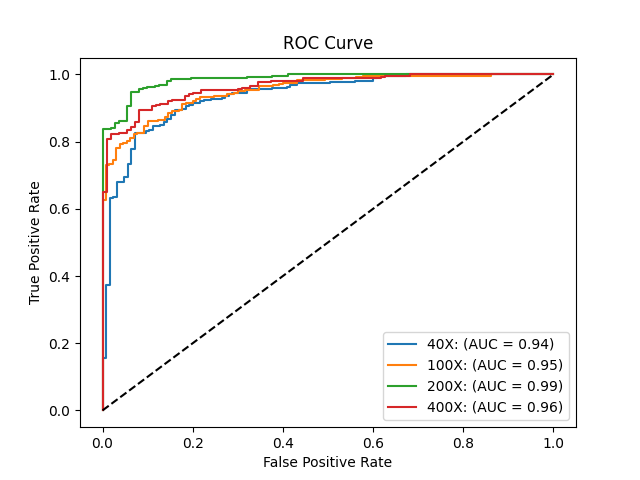 ROC Curve
True Positive Rate
1.0
0.8
0.6
0.4
0.2
0.0
0.0 0.2 0.4 0.6 0.8 1.0
False Positive Rate
40X: (AUC = 0.94)
100X: (AUC = 0.95)
200X: (AUC = 0.99)
400X: (AUC = 0.96)